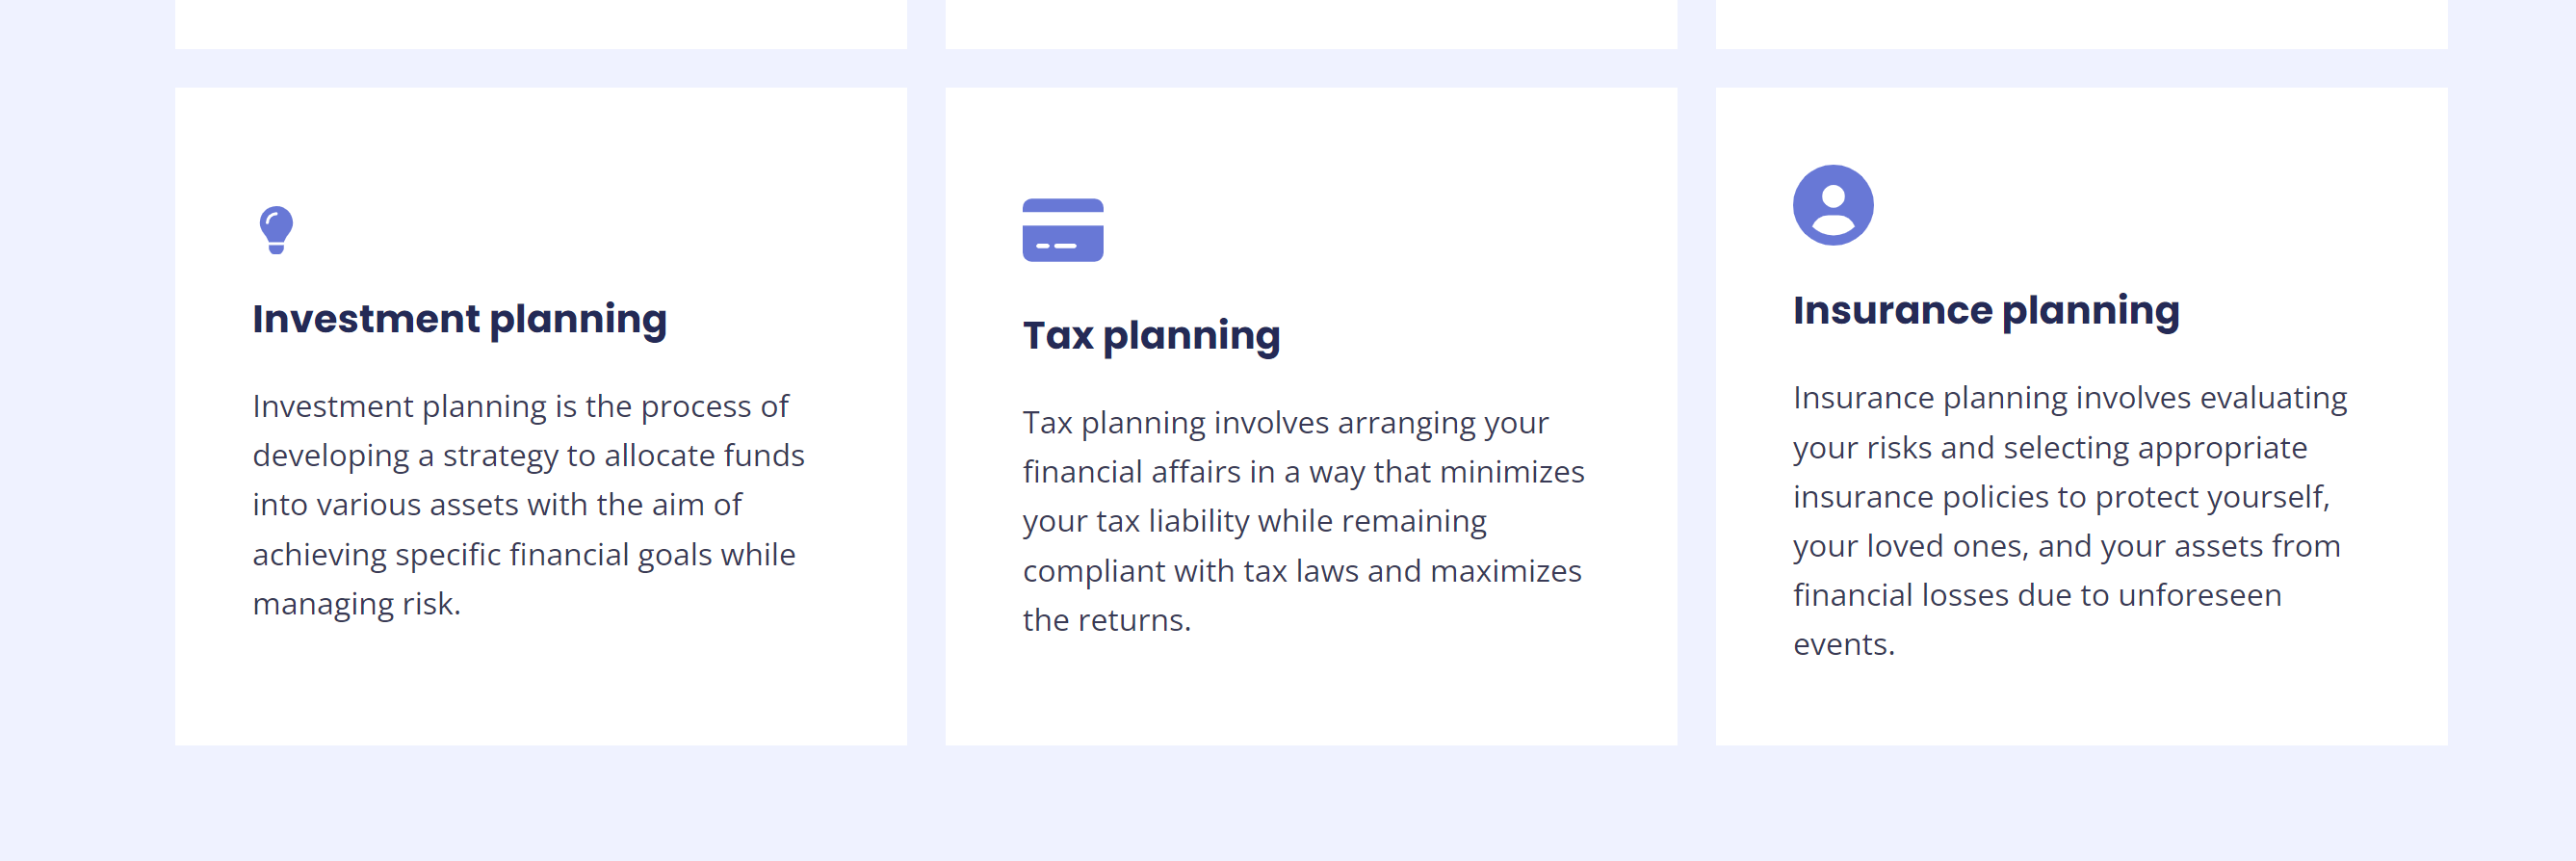 Investment planning
Investment planning is the process of
developing a strategy to allocate funds
into various assets with the aim of
achieving specific financial goals while
managing risk.
Tax planning
Tax planning involves arranging your
financial affairs in a way that minimizes
your tax liability while remaining
compliant with tax laws and maximizes
the returns.
Insurance planning
Insurance planning involves evaluating
your risks and selecting appropriate
insurance policies to protect yourself,
your loved ones, and your assets from
financial losses due to unforeseen
events.